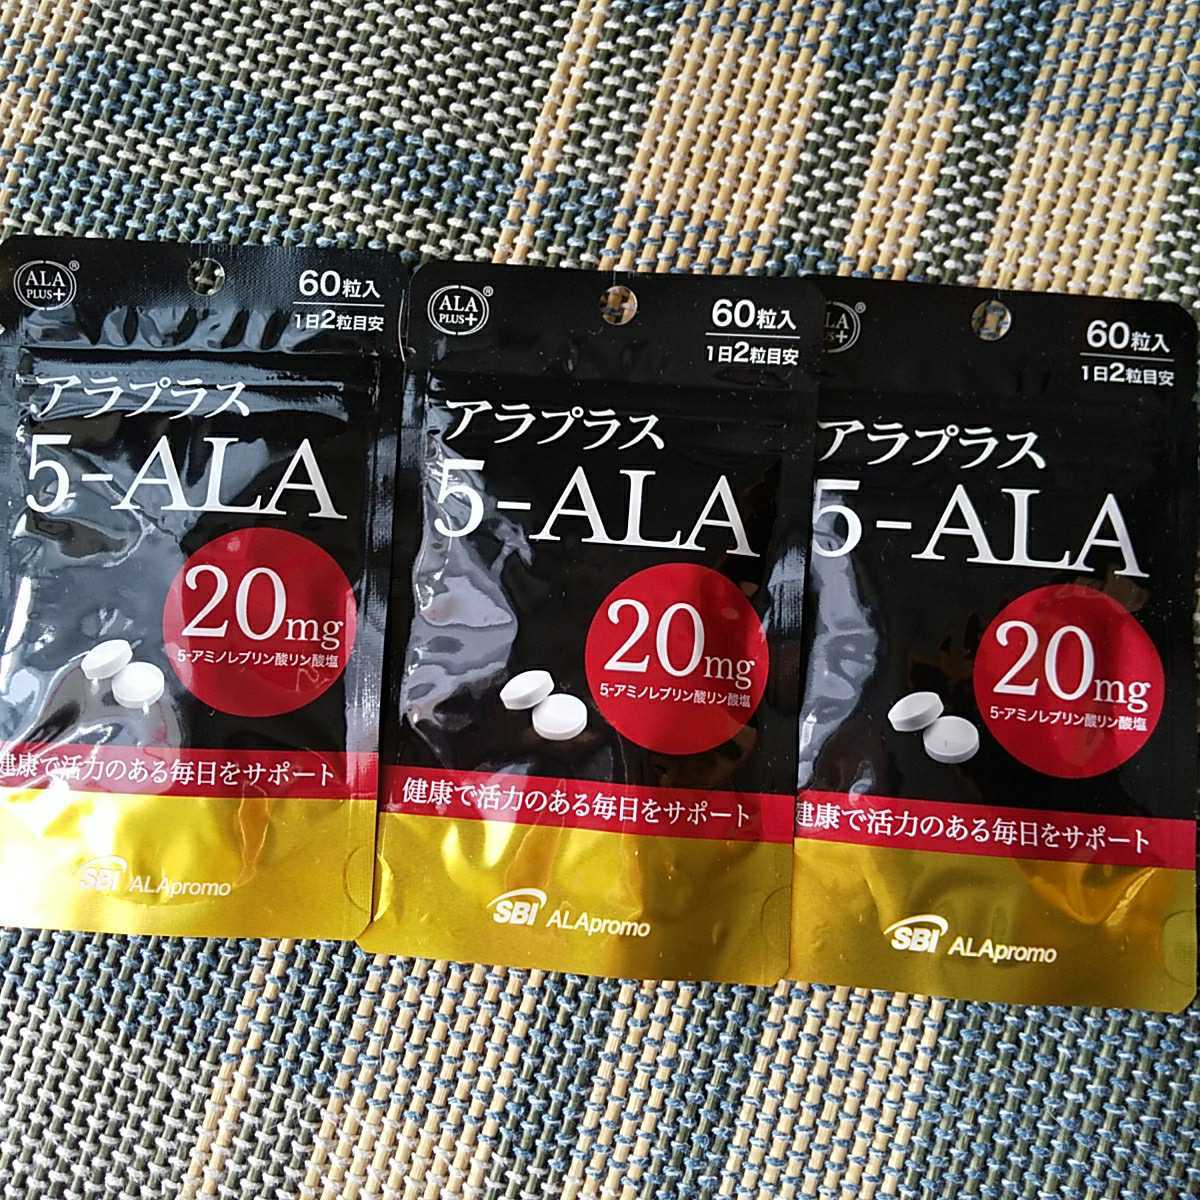 ALA
PLUS+
®
60粒入
1日2粒目安
アラプラス
5-ALA
20mg
5-アミノレブリン酸リン酸塩
健康で活力のある毎日をサポート
SBI ALApromo
ALA
PLUS+
®
60粒入
1日2粒目安
アラプラス
5-ALA
20mg
5-アミノレブリン酸リン酸塩
健康で活力のある毎日をサポート
SBI ALApromo
LA
S+
®
60粒入
1日2粒目安
アラプラス
5-ALA
20mg
5-アミノレブリン酸リン酸塩
健康で活力のある毎日をサポート
SBI ALApromo